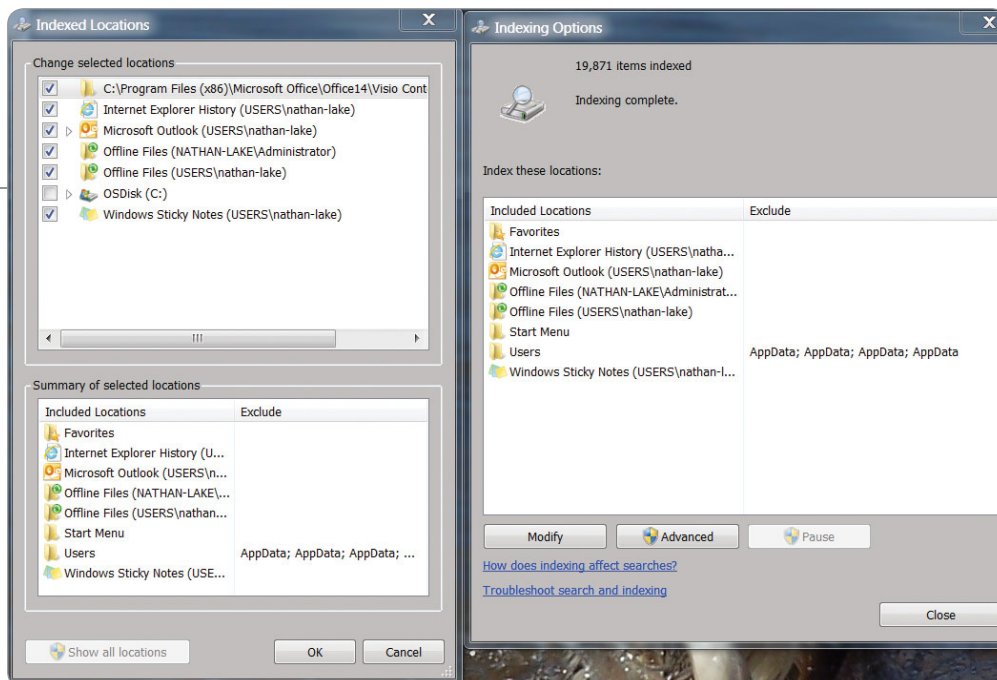 Indexed Locations
X
Change selected locations
C:\Program Files (x86)\Microsoft Office\Office14\Visio Cont
Internet Explorer History (USERS\nathan-lake)
Microsoft Outlook (USERS\nathan-lake)
Offline Files (NATHAN-LAKE\Administrator)
Offline Files (USERS\nathan-lake)
OSDisk (C:)
Windows Sticky Notes (USERS\nathan-lake)
Summary of selected locations
Included Locations Exclude
Favorites
Internet Explorer History (U...
Microsoft Outlook (USERS\n...
Offline Files (NATHAN-LAKE\...
Offline Files (USERS\nathan...
Start Menu
Users AppData; AppData; AppData; ...
Windows Sticky Notes (USE...
Show all locations OK Cancel
Indexing Options
X
19,871 items indexed
Indexing complete.
Index these locations:
Included Locations Exclude
Favorites
Internet Explorer History (USERS\natha...
Microsoft Outlook (USERS\nathan-lake)
Offline Files (NATHAN-LAKE\Administrat...
Offline Files (USERS\nathan-lake)
Start Menu
Users AppData; AppData; AppData; AppData
Windows Sticky Notes (USERS\nathan-l...
Modify Advanced Pause
How does indexing affect searches?
Troubleshoot search and indexing
Close